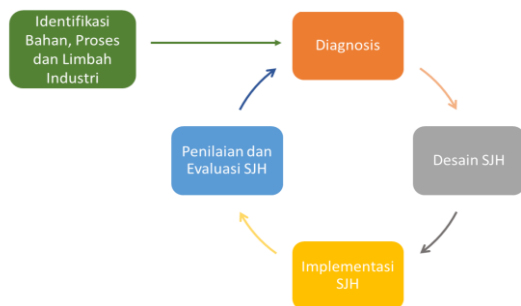 Identifikasi
Bahan, Proses
dan Limbah
Industri
Diagnosis
Penilaian dan
Evaluasi SJH
Desain SJH
Implementasi
SJH